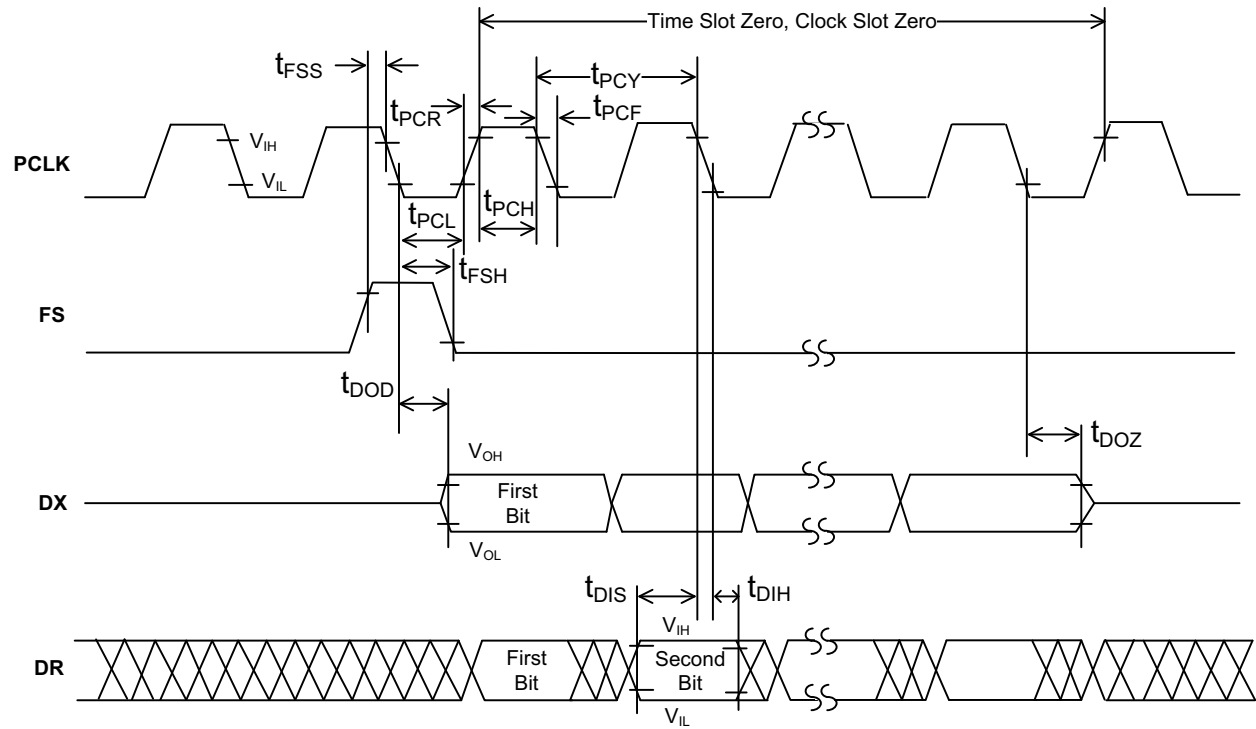 Time Slot Zero, Clock Slot Zero
tFSS
tPCY
tPCR
tPCF
PCLK
VIH
VIL
tPCH
tPCL
tFSH
FS
tDOD
tDOZ
VOH
DX
First
Bit
VOL
tDIS
tDIH
VIH
DR
First
Bit
Second
Bit
VIL